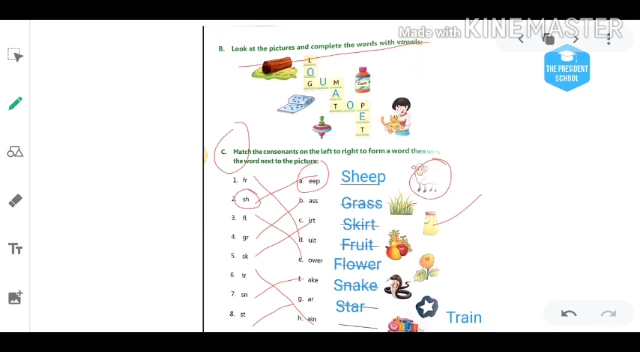 Made with KINEMASTER
B. Look at the pictures and complete the words with vowels:
L
O
G U M
A
T O P
E
T
THE PRESIDENT
SCHOOL
C. Match the consonants on the left to right to form a word then
the word next to the picture:
1. fr a. eep Sheep
2. sh b. ass Grass
3. fl c. irt Skirt
4. gr d. uit Fruit
5. sk e. ower Flower
6. tr f. ake Snake
7. sn g. ar Star
8. st h. ain Train